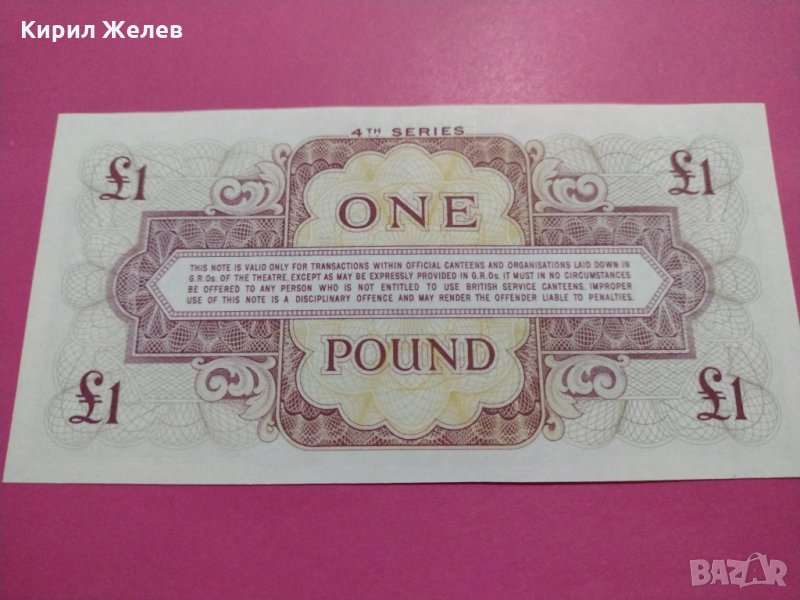 Кирил Желев
4TH SERIES
£1 £1
ONE
THIS NOTE IS VALID ONLY FOR TRANSACTIONS WITHIN OFFICIAL CANTEENS AND ORGANISATIONS LAID DOWN IN
G.R.Os. OF THE THEATRE, EXCEPT AS MAY BE EXPRESSLY PROVIDED IN G.R.Os. IT MUST IN NO CIRCUMSTANCES
BE OFFERED TO ANY PERSON WHO IS NOT ENTITLED TO USE BRITISH SERVICE CANTEENS. IMPROPER
USE OF THIS NOTE IS A DISCIPLINARY OFFENCE AND MAY RENDER THE OFFENDER LIABLE TO PENALTIES.
POUND
£1 £1
BAZAR